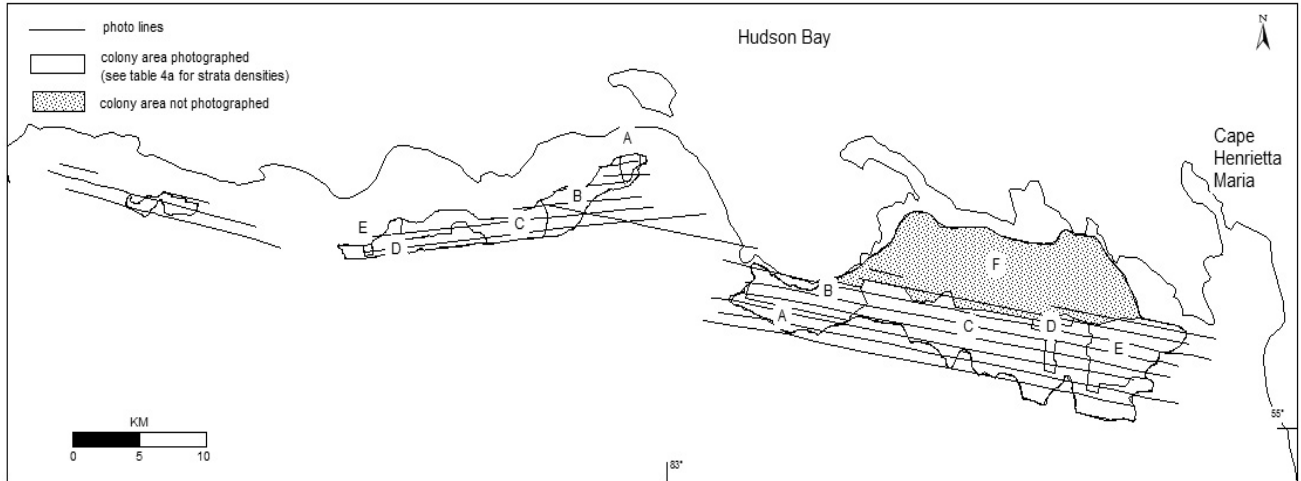 photo lines
colony area photographed
(see table 4a for strata densities)
colony area not photographed
Hudson Bay
N
Cape
Henrietta
Maria
A
B
C
E
D
F
B
A
C
D
E
KM
0 5 10
83°
55°